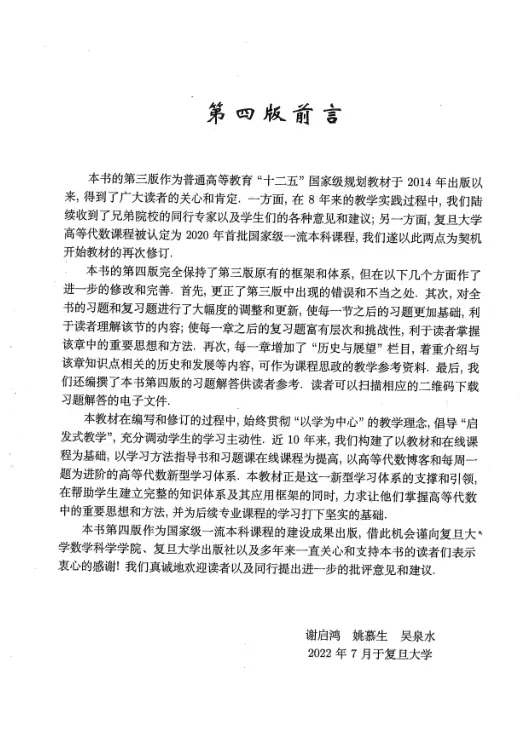 第四版前言
本书的第三版作为普通高等教育“十二五”国家级规划教材于 2014 年出版以
来, 得到了广大读者的关心和肯定. 一方面, 在 8 年来的教学实践过程中, 我们陆
续收到了兄弟院校的同行专家以及学生们的各种意见和建议; 另一方面, 复旦大学
高等代数课程被认定为 2020 年首批国家级一流本科课程, 我们遂以此两点为契机
开始教材的再次修订.
本书的第四版完全保持了第三版原有的框架和体系, 但在以下几个方面作了
进一步的修改和完善. 首先, 更正了第三版中出现的错误和不当之处. 其次, 对全
书的习题和复习题进行了大幅度的调整和更新, 使每一节之后的习题更加基础, 利
于读者理解该节的内容; 使每一章之后的复习题富有层次和挑战性, 利于读者掌握
该章中的重要思想和方法. 再次, 每一章增加了“历史与展望”栏目, 着重介绍与
该章知识点相关的历史和发展等内容, 可作为课程思政的教学参考资料. 最后, 我
们还编撰了本书第四版的习题解答供读者参考. 读者可以扫描相应的二维码下载
习题解答的电子文件.
本教材在编写和修订的过程中, 始终贯彻“以学为中心”的教学理念, 倡导“启
发式教学”, 充分调动学生的学习主动性. 近 10 年来, 我们构建了以教材和在线课
程为基础, 以学习方法指导书和习题课在线课程为提高, 以高等代数博客和每周一
题为进阶的高等代数新型学习体系. 本教材正是这一新型学习体系的支撑和引领,
在帮助学生建立完整的知识体系及其应用框架的同时, 力求让他们掌握高等代数
中的重要思想和方法, 并为后续专业课程的学习打下坚实的基础.
本书第四版作为国家级一流本科课程的建设成果出版, 借此机会谨向复旦大
学数学科学学院、复旦大学出版社以及多年来一直关心和支持本书的读者们表示
衷心的感谢! 我们真诚地欢迎读者以及同行提出进一步的批评意见和建议.
谢启鸿 姚慕生 吴泉水
2022 年 7 月于复旦大学